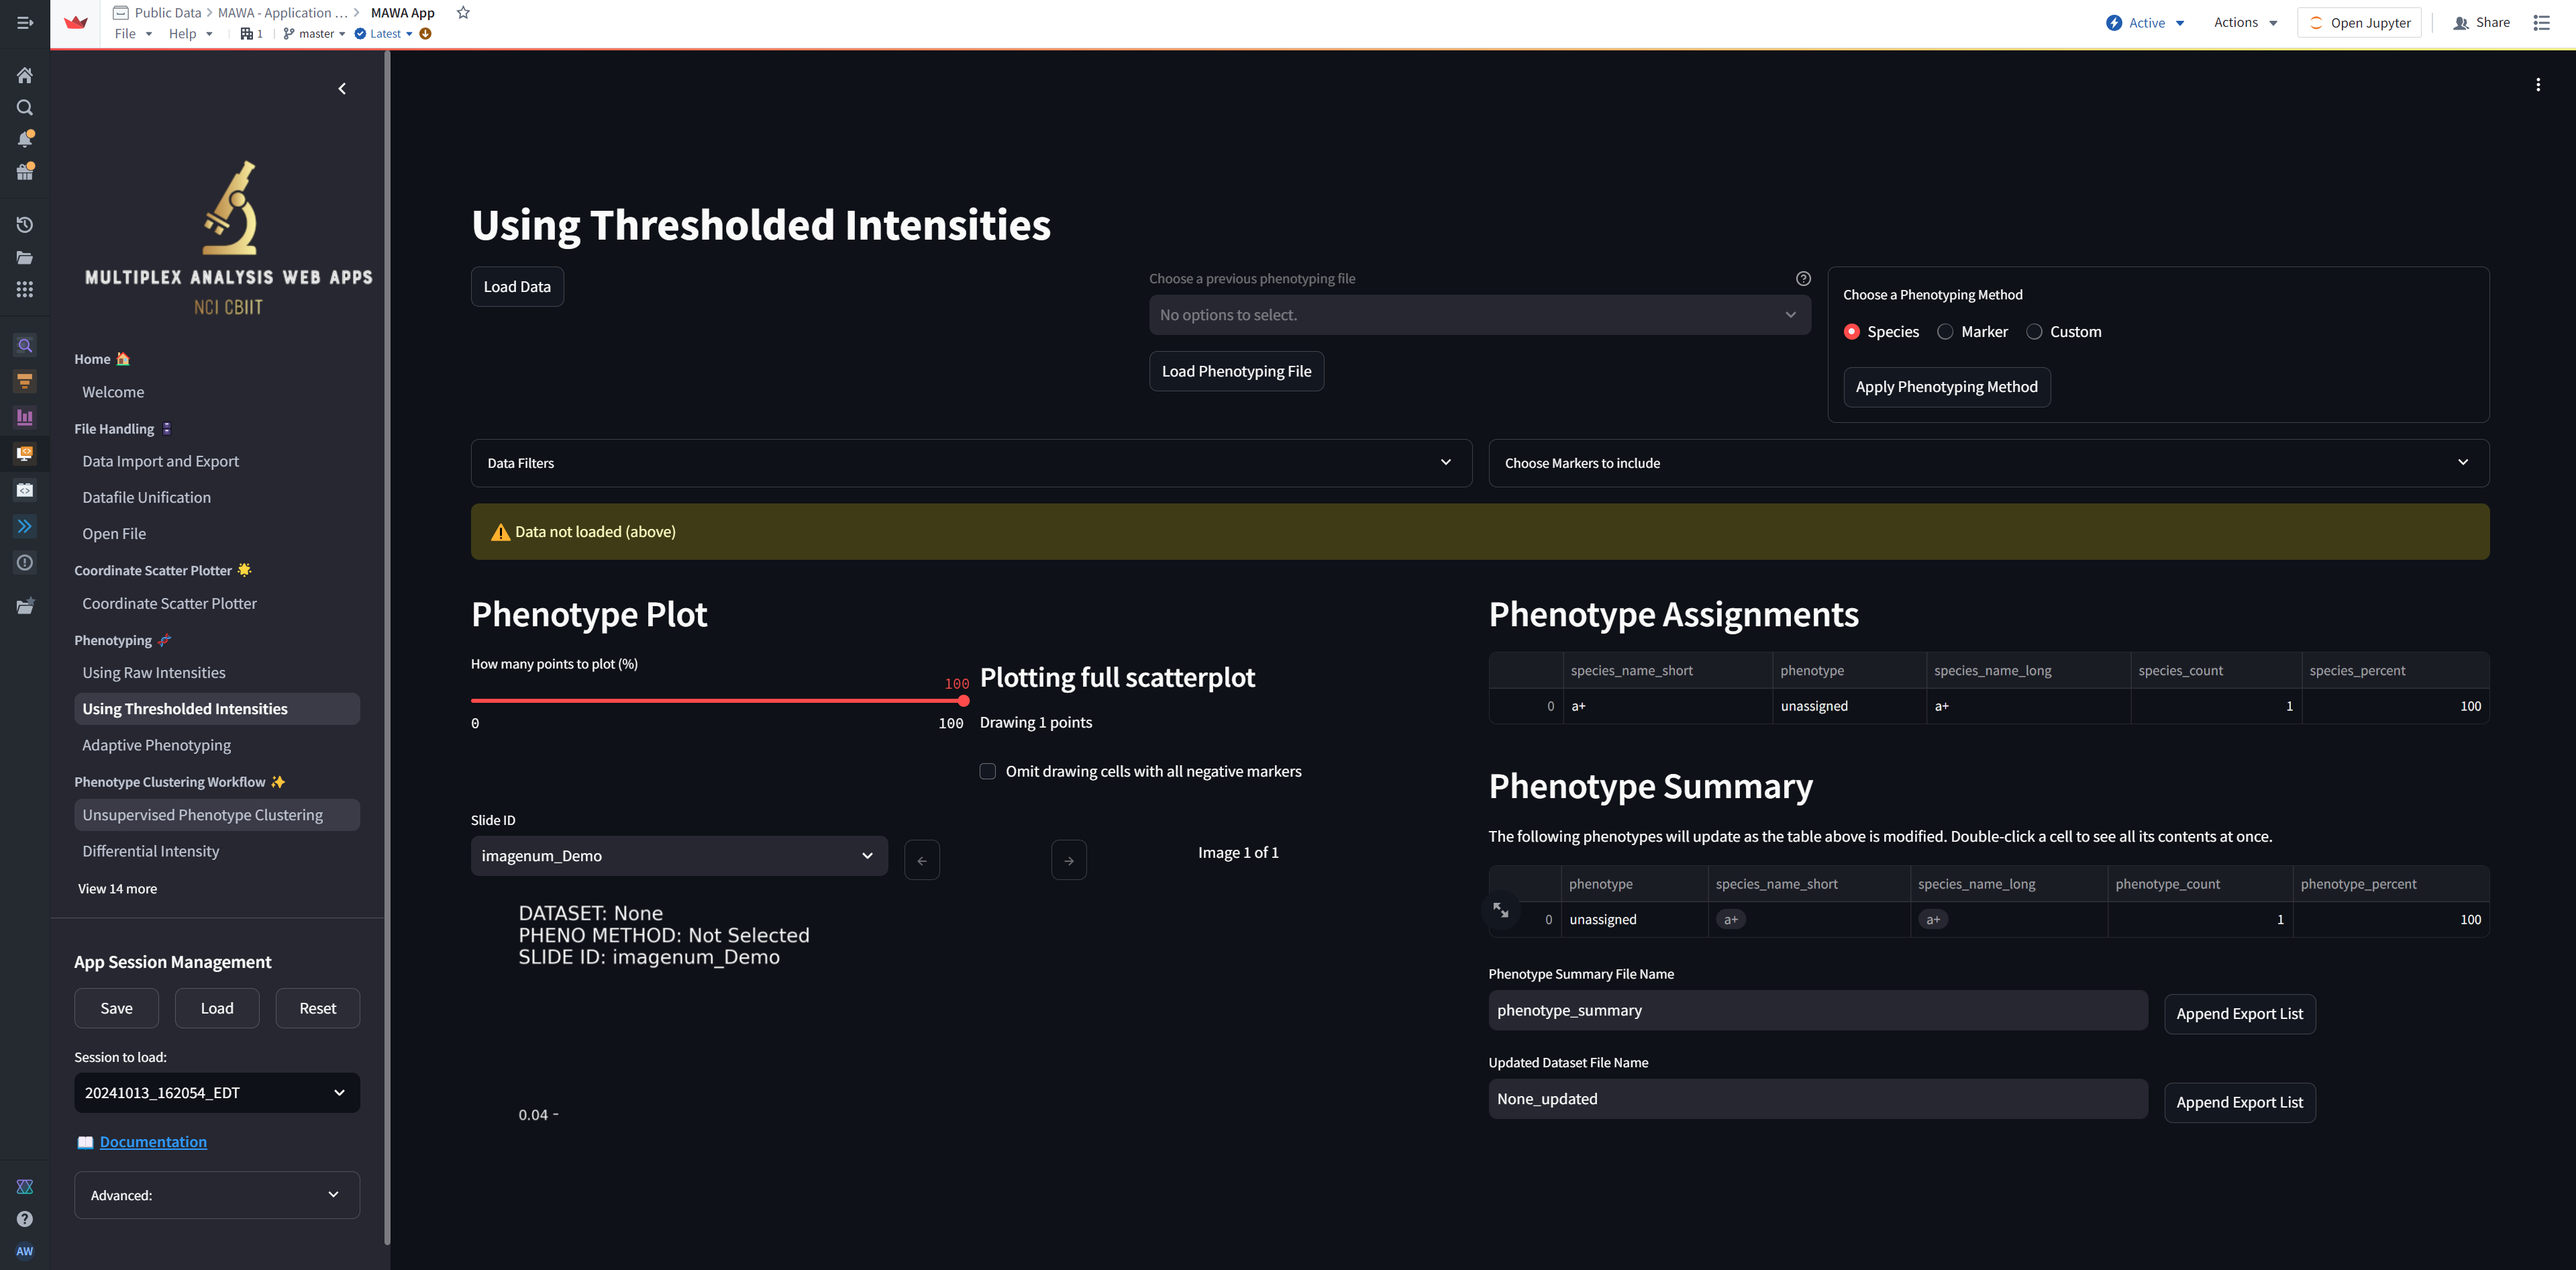 Public Data > MAWA - Application ... > MAWA App
File Help 1 master Latest
Active Actions Open Jupyter Share
MULTIPLEX ANALYSIS WEB APPS
NCI CBIIT
Home
Welcome
File Handling
Data Import and Export
Datafile Unification
Open File
Coordinate Scatter Plotter
Coordinate Scatter Plotter
Phenotyping
Using Raw Intensities
Using Thresholded Intensities
Adaptive Phenotyping
Phenotype Clustering Workflow
Unsupervised Phenotype Clustering
Differential Intensity
View 14 more
App Session Management
Save Load Reset
Session to load:
20241013_162054_EDT
Documentation
Advanced:
AW
Using Thresholded Intensities
Load Data
Choose a previous phenotyping file
No options to select.
Load Phenotyping File
Choose a Phenotyping Method
Species Marker Custom
Apply Phenotyping Method
Data Filters
Choose Markers to include
Data not loaded (above)
Phenotype Plot
How many points to plot (%)
100
0 100
Plotting full scatterplot
Drawing 1 points
Omit drawing cells with all negative markers
Slide ID
imagenum_Demo
← → Image 1 of 1
DATASET: None
PHENO METHOD: Not Selected
SLIDE ID: imagenum_Demo
0.04
Phenotype Assignments
species_name_short phenotype species_name_long species_count species_percent
0 a+ unassigned a+ 1 100
Phenotype Summary
The following phenotypes will update as the table above is modified. Double-click a cell to see all its contents at once.
phenotype species_name_short species_name_long phenotype_count phenotype_percent
0 unassigned a+ a+ 1 100
Phenotype Summary File Name
phenotype_summary Append Export List
Updated Dataset File Name
None_updated Append Export List